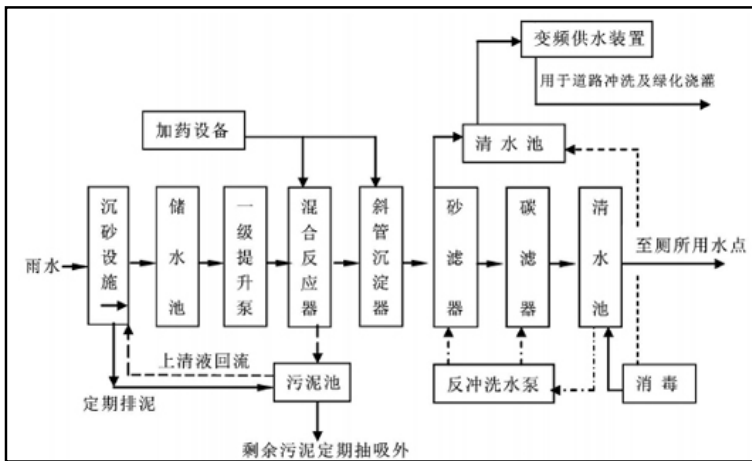 变频供水装置
用于道路冲洗及绿化浇灌
加药设备
清水池
雨水
沉砂设施
储水池
一级提升泵
混合反应器
斜管沉淀器
砂滤器
碳滤器
清水池
至厕所用水点
上清液回流
定期排泥
污泥池
反冲洗水泵
消毒
剩余污泥定期抽吸外